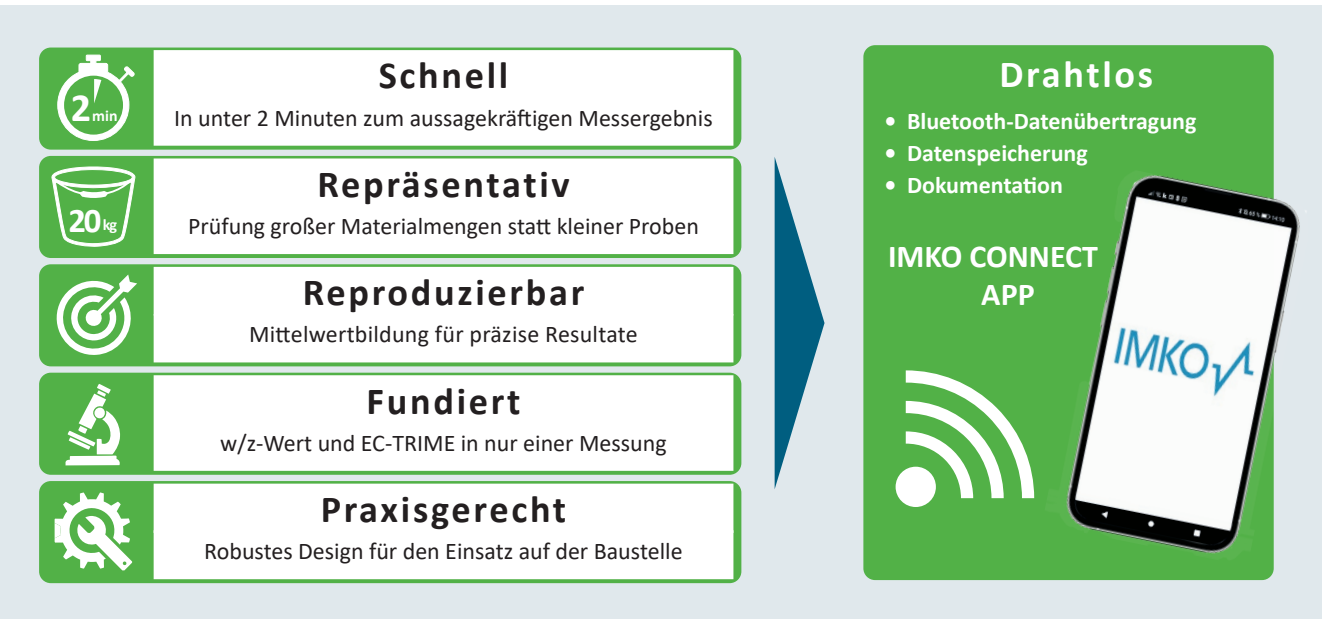 2 min
Schnell
In unter 2 Minuten zum aussagekräftigen Messergebnis
20 kg
Repräsentativ
Prüfung großer Materialmengen statt kleiner Proben
Reproduzierbar
Mittelwertbildung für präzise Resultate
Fundiert
w/z-Wert und EC-TRIME in nur einer Messung
Praxisgerecht
Robustes Design für den Einsatz auf der Baustelle
Drahtlos
• Bluetooth-Datenübertragung
• Datenspeicherung
• Dokumentation
IMKO CONNECT
APP
IMKO